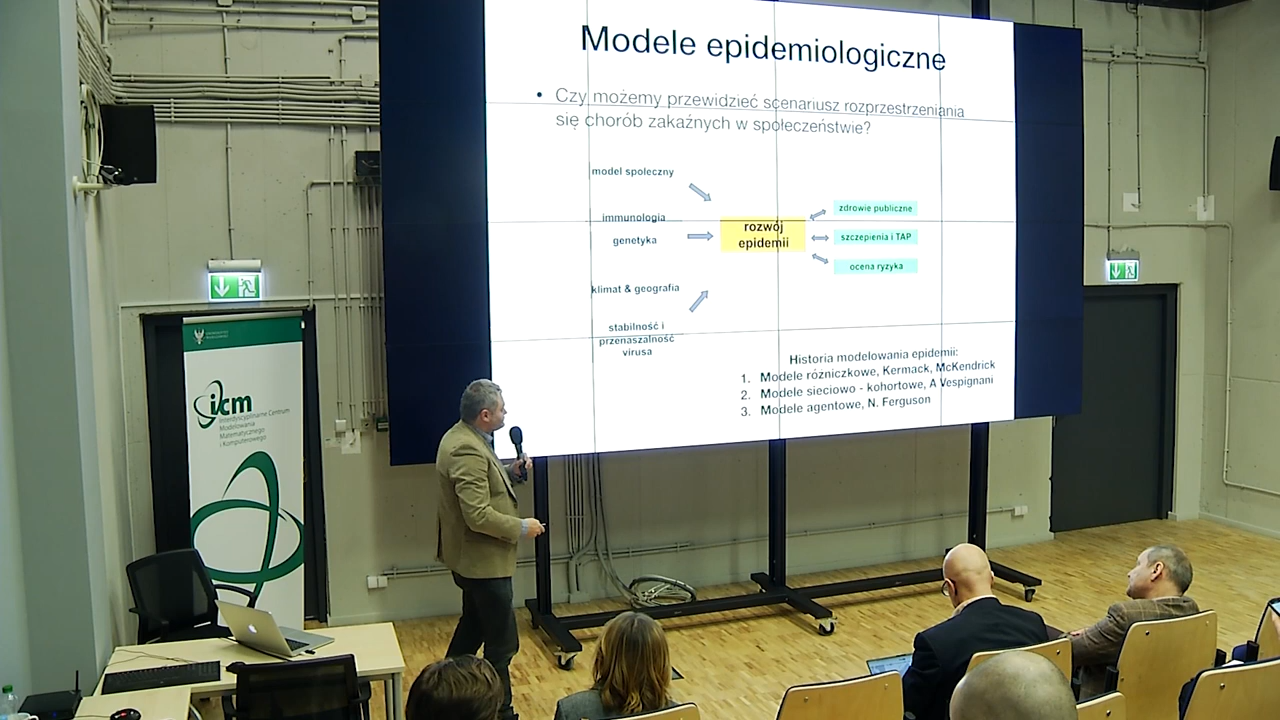 Modele epidemiologiczne
• Czy możemy przewidzieć scenariusz rozprzestrzeniania
się chorób zakaźnych w społeczeństwie?
model społeczny
immunologia
genetyka
klimat & geografia
stabilność i
przenaszalność
virusa
rozwój
epidemii
zdrowie publiczne
szczepienia i TAP
ocena ryzyka
Historia modelowania epidemii:
1. Modele rózniczkowe, Kermack, McKendrick
2. Modele sieciowo - kohortowe, A Vespignani
3. Modele agentowe, N. Ferguson
icm
Interdyscyplinarne Centrum
Modelowania
Matematycznego
i Komputerowego